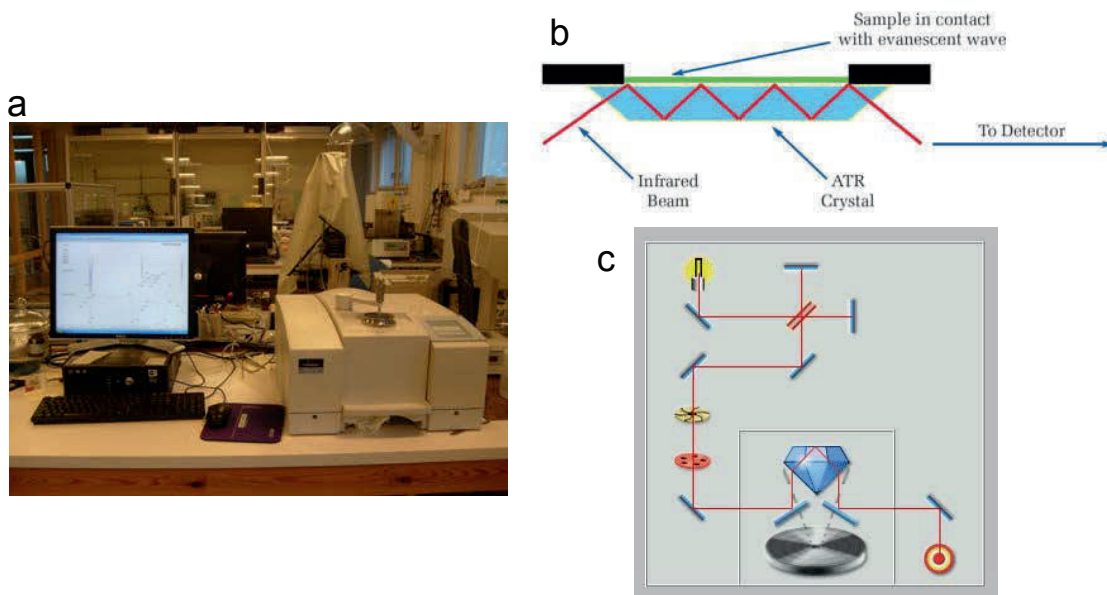 a
b
Sample in contact
with evanescent wave
To Detector
Infrared
Beam
ATR
Crystal
c